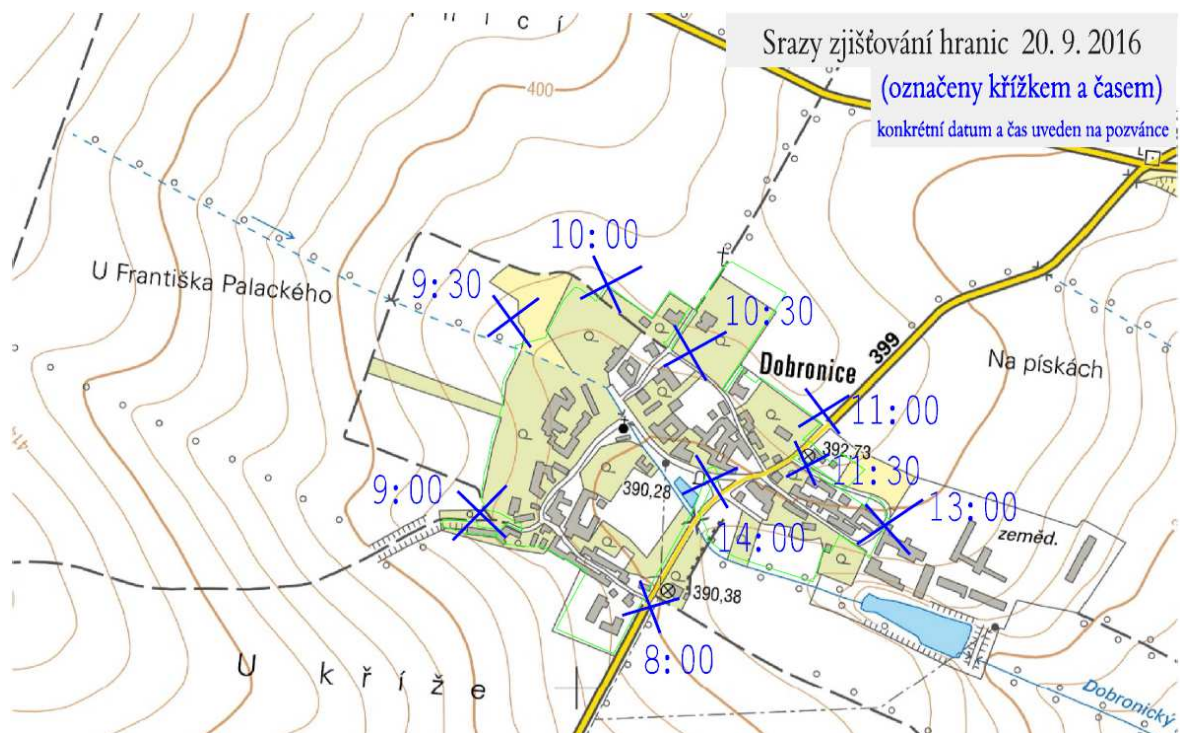 Srazy zjišťování hranic 20. 9. 2016
(označeny křížkem a časem)
konkrétní datum a čas uveden na pozvánce
n i c í
400
U Františka Palackého
10:00
9:30
10:30
Dobronice
399
Na pískách
11:00
392,73
11:30
9:00
390,28
13:00
14:00
zeměd.
390,38
8:00
U kříže
Dobronický
414